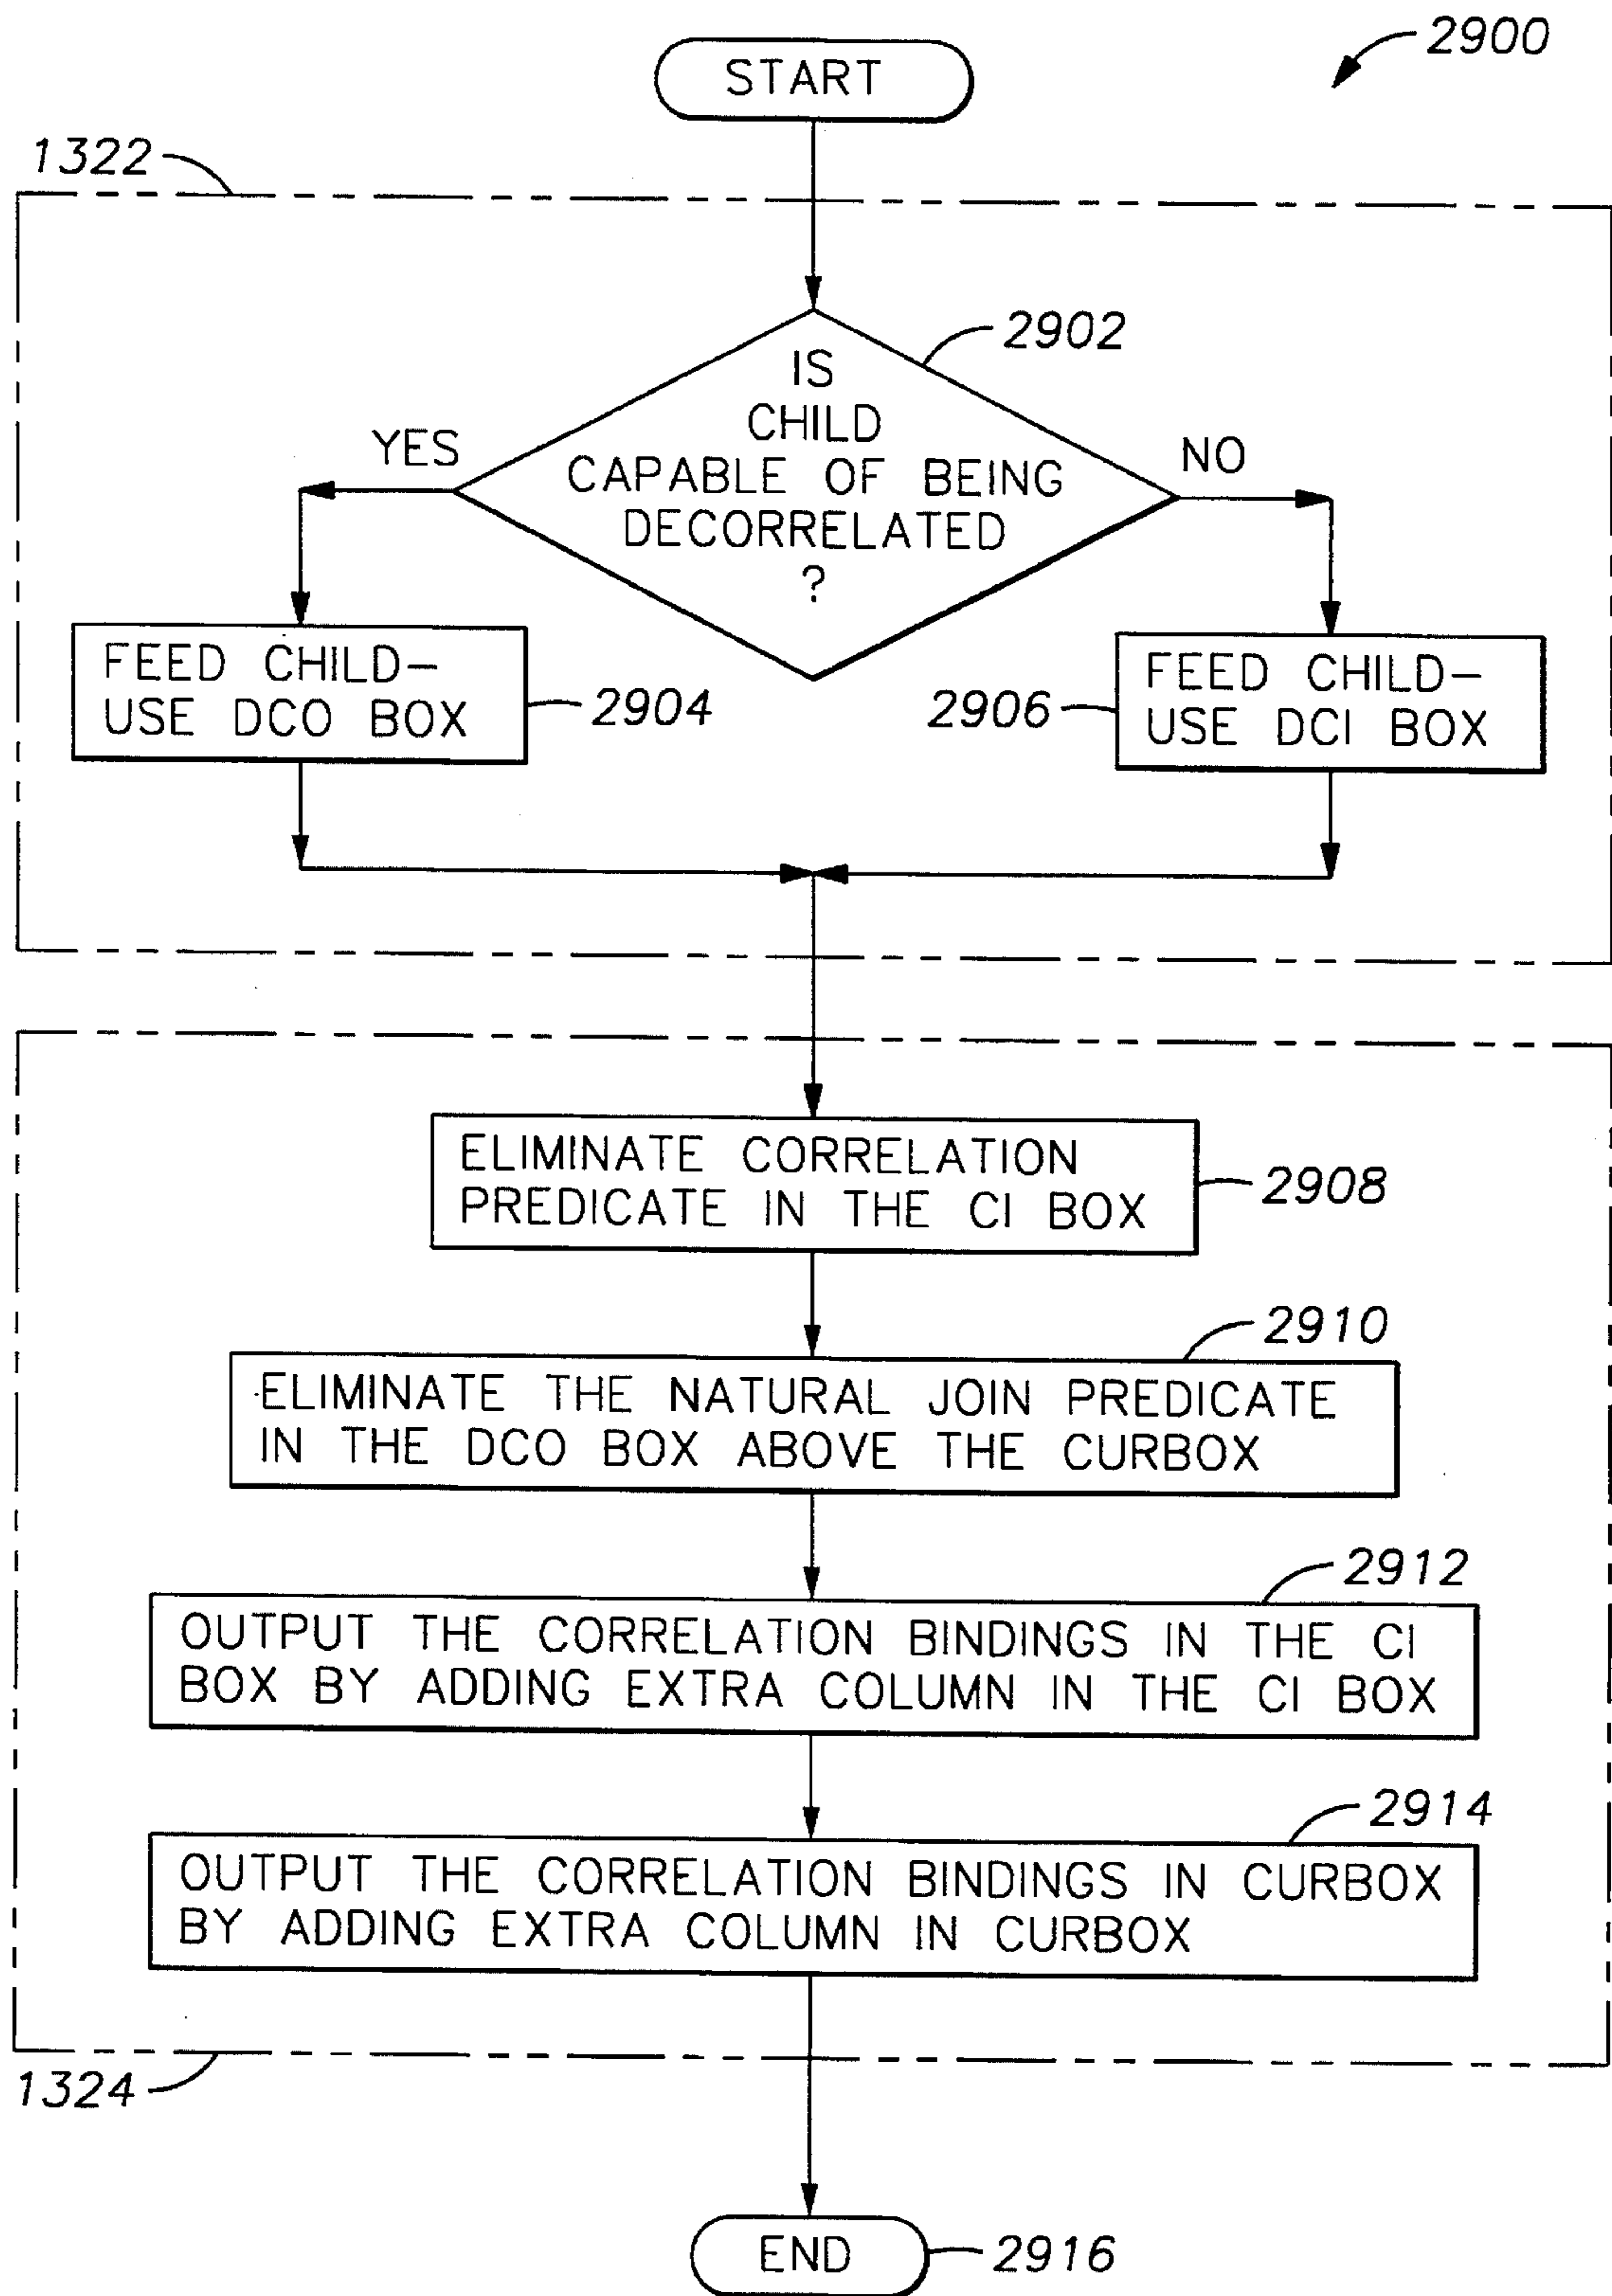 2900
START
1322
2902
IS
CHILD
CAPABLE OF BEING
DECORRELATED
?
YES
NO
FEED CHILD-
USE DCO BOX
2904
2906
FEED CHILD-
USE DCI BOX
ELIMINATE CORRELATION
PREDICATE IN THE CI BOX
2908
2910
ELIMINATE THE NATURAL JOIN PREDICATE
IN THE DCO BOX ABOVE THE CURBOX
2912
OUTPUT THE CORRELATION BINDINGS IN THE CI
BOX BY ADDING EXTRA COLUMN IN THE CI BOX
2914
OUTPUT THE CORRELATION BINDINGS IN CURBOX
BY ADDING EXTRA COLUMN IN CURBOX
1324
END
2916